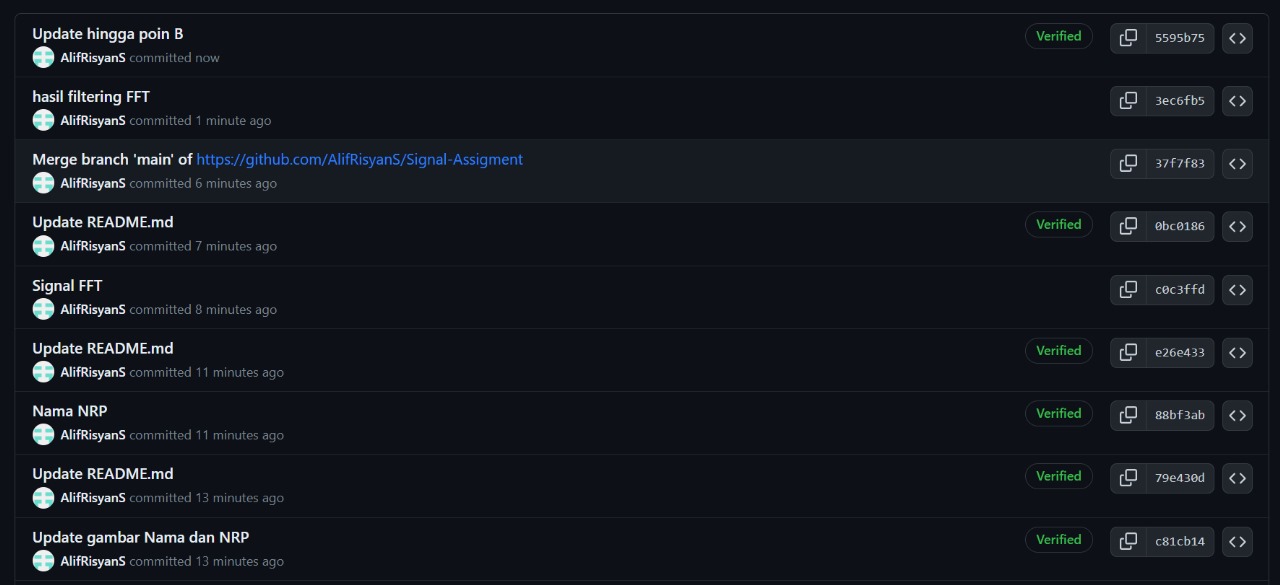 Update hingga poin B
Verified
5595b75
AlifRisyanS committed now
hasil filtering FFT
3ec6fb5
AlifRisyanS committed 1 minute ago
Merge branch 'main' of https://github.com/AlifRisyanS/Signal-Assigment
37f7f83
AlifRisyanS committed 6 minutes ago
Update README.md
Verified
0bc0186
AlifRisyanS committed 7 minutes ago
Signal FFT
c0c3ffd
AlifRisyanS committed 8 minutes ago
Update README.md
Verified
e26e433
AlifRisyanS committed 11 minutes ago
Nama NRP
Verified
88bf3ab
AlifRisyanS committed 11 minutes ago
Update README.md
Verified
79e430d
AlifRisyanS committed 13 minutes ago
Update gambar Nama dan NRP
Verified
c81cb14
AlifRisyanS committed 13 minutes ago